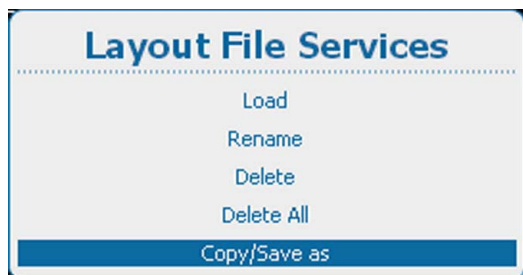 Layout File Services
Load
Rename
Delete
Delete All
Copy/Save as